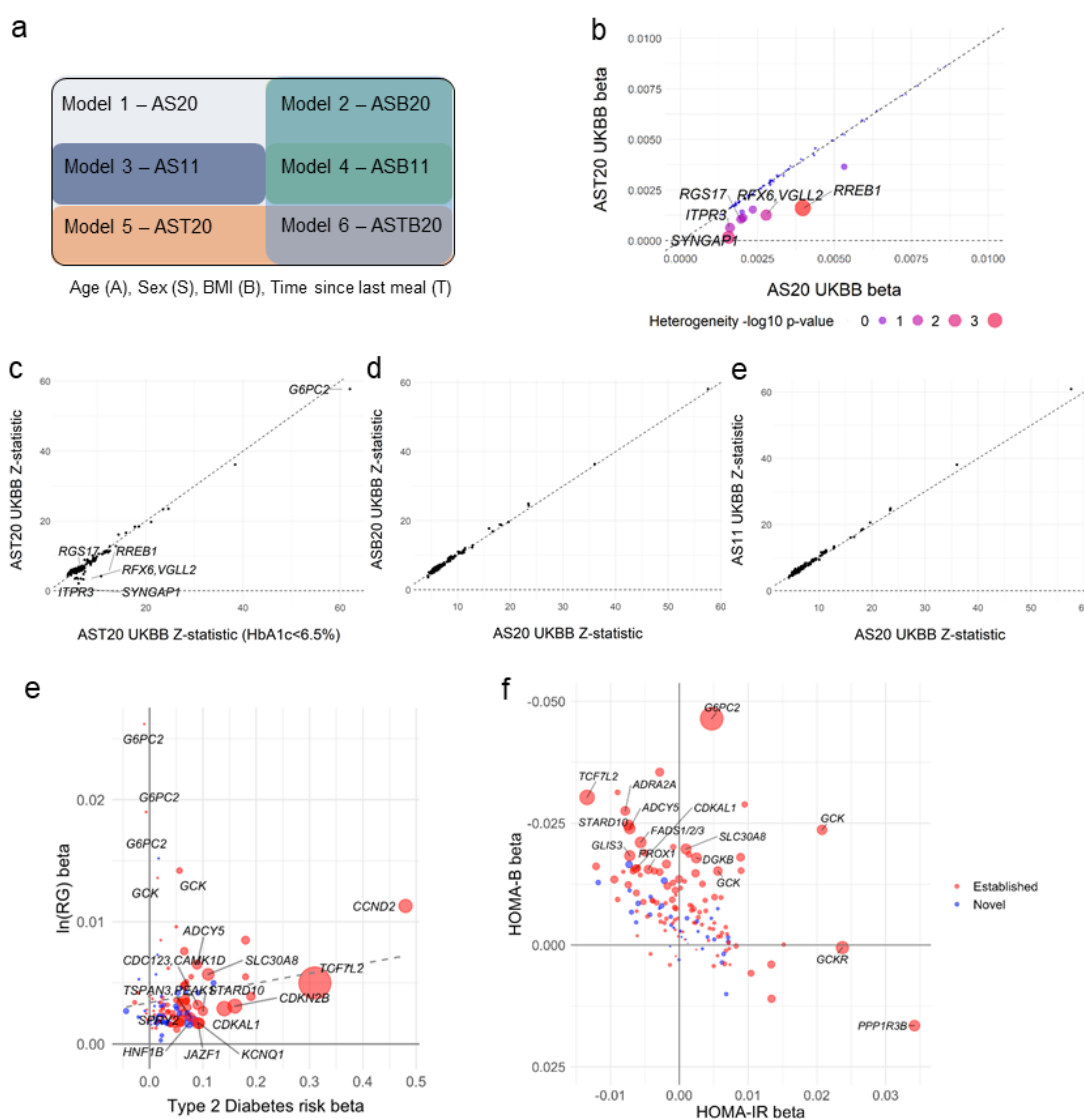 a
Model 1 – AS20
Model 2 – ASB20
Model 3 – AS11
Model 4 – ASB11
Model 5 – AST20
Model 6 – ASTB20
Age (A), Sex (S), BMI (B), Time since last meal (T)
b
AST20 UKBB beta
0.0100
0.0075
0.0050
0.0025
0.0000
RGS17
RFX6,VGLL2
RREB1
ITPR3
SYNGAP1
0.0000
0.0025
0.0050
0.0075
0.0100
AS20 UKBB beta
Heterogeneity -log10 p-value
0
1
2
3
c
AST20 UKBB Z-statistic
60
40
20
0
G6PC2
RGS17
RREB1
RFX6,VGLL2
ITPR3
SYNGAP1
20
40
60
AST20 UKBB Z-statistic (HbA1c<6.5%)
d
ASB20 UKBB Z-statistic
60
40
20
0
10
20
30
40
50
60
AS20 UKBB Z-statistic
e
AS11 UKBB Z-statistic
60
40
20
0
10
20
30
40
50
60
AS20 UKBB Z-statistic
e
ln(RG) beta
0.02
0.01
0.00
G6PC2
G6PC2
G6PC2
GCK
GCK
CCND2
ADCY5
CDC123,CAMK1D
SLC30A8
TCF7L2
TSPAN3,PEAK1
STARD10
CDKN2B
SPRY2
CDKAL1
HNF1B
JAZF1
KCNQ1
0.0
0.1
0.2
0.3
0.4
0.5
Type 2 Diabetes risk beta
f
HOMA-B beta
-0.050
-0.025
0.000
0.025
G6PC2
TCF7L2
ADRA2A
ADCY5
CDKAL1
STARD10
FADS1/2/3
SLC30A8
GCK
GLIS3
PROX1
DGKB
GCK
GCKR
PPP1R3B
-0.01
0.00
0.01
0.02
0.03
HOMA-IR beta
Established
Novel